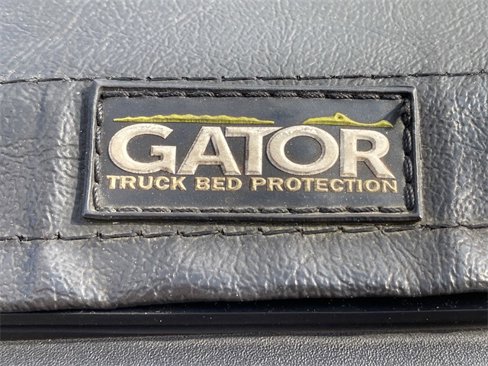 GATOR
TRUCK BED PROTECTION